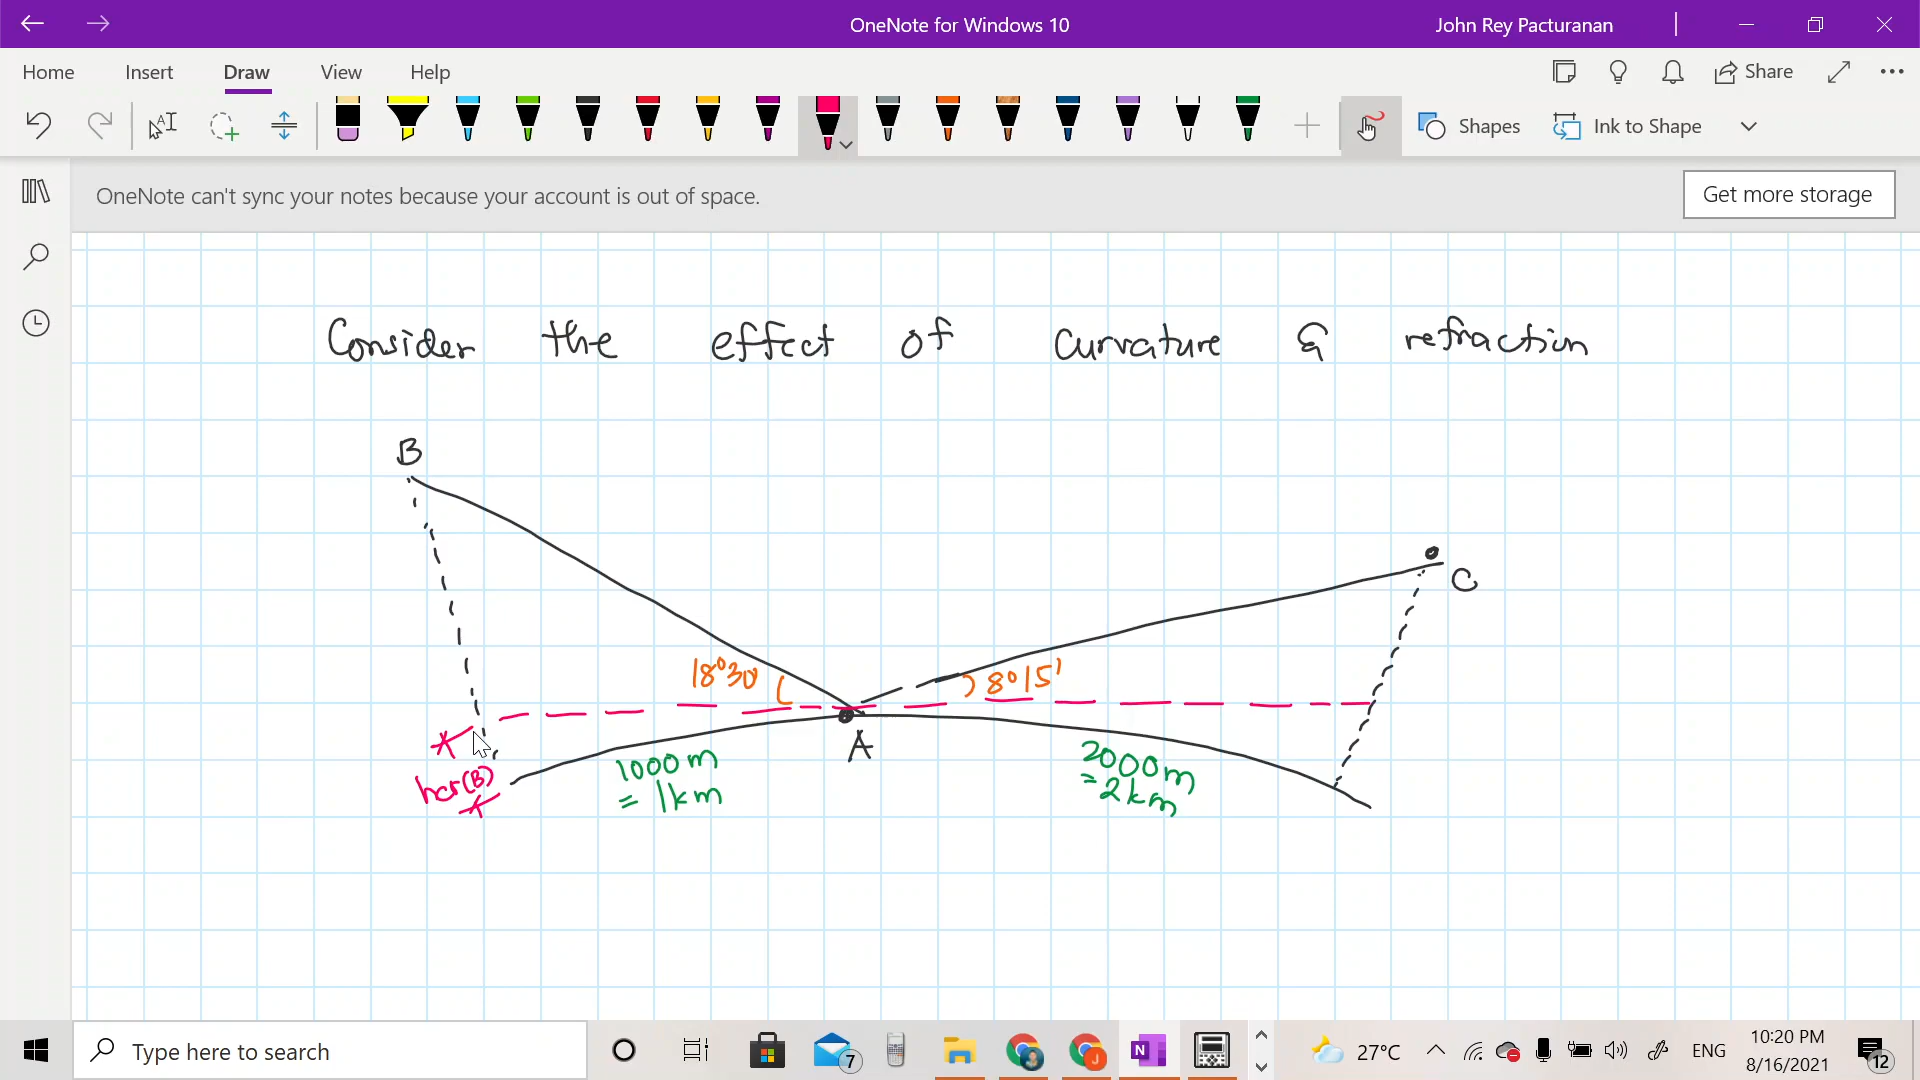 OneNote for Windows 10
John Rey Pacturanan
Home Insert Draw View Help
Share
Shapes
Ink to Shape
OneNote can't sync your notes because your account is out of space.
Get more storage
Consider the effect of Curvature & refraction
B
C
18°30'
8°15'
A
hcr(B)
1000 m
= 1km
2000m
= 2km
Type here to search
7
N
27°C
ENG
10:20 PM
8/16/2021
12